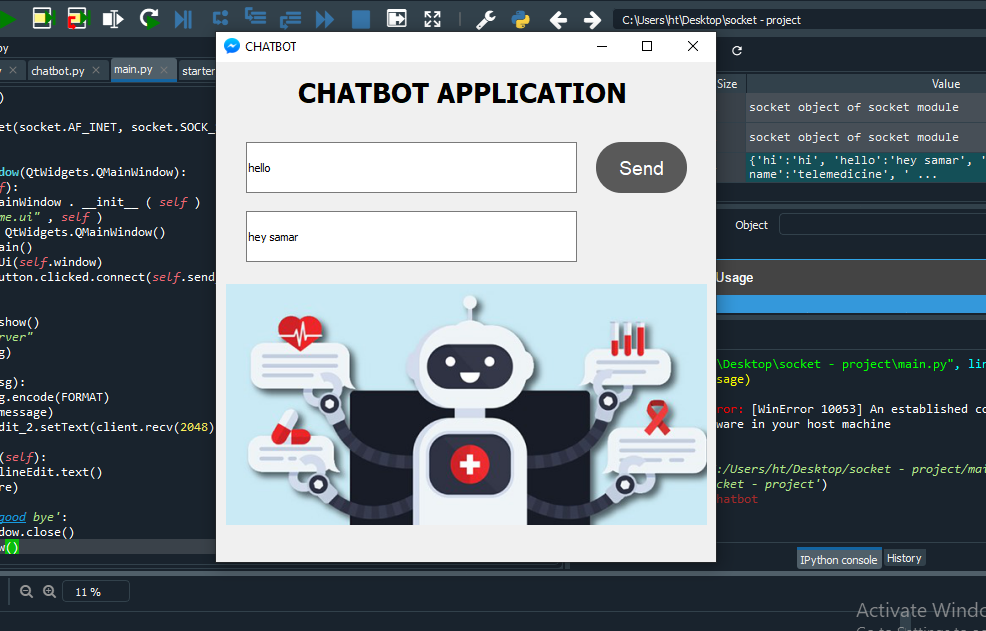 C:\Users\ht\Desktop\socket - project
py
CHATBOT
chatbot.py
main.py
starter
Size
Value
CHATBOT APPLICATION
)
socket object of socket module
et(socket.AF_INET, socket.SOCK_
socket object of socket module
hello
Send
{'hi':'hi', 'hello':'hey samar', '
name':'telemedicine', ' ...
dow(QtWidgets.QMainWindow):
f):
ainWindow . __init__ ( self )
me.ui" , self )
QtWidgets.QMainWindow()
ain()
Ui(self.window)
utton.clicked.connect(self.send
hey samar
Object
Usage
show()
rver"
g)
sg):
g.encode(FORMAT)
message)
dit_2.setText(client.recv(2048)
(self):
lineEdit.text()
re)
good bye':
dow.close()
w()
\Desktop\socket - project\main.py", lin
sage)
ror: [WinError 10053] An established co
ware in your host machine
:/Users/ht/Desktop/socket - project/mai
cket - project')
hatbot
IPython console
History
11 %
Activate Windo